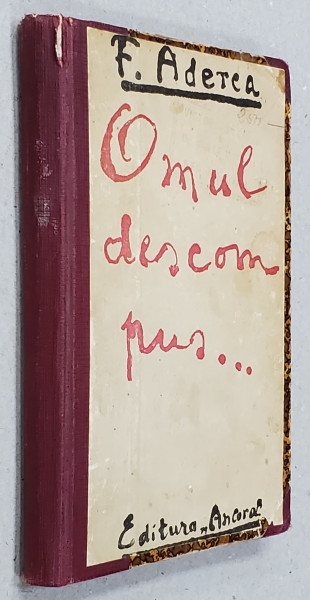 F. Aderca
Omul
descom
pus...
Editura „Ancora”